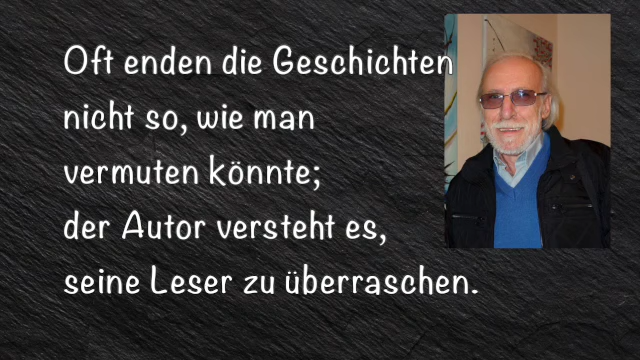 Oft enden die Geschichten
nicht so, wie man
vermuten könnte;
der Autor versteht es,
seine Leser zu überraschen.